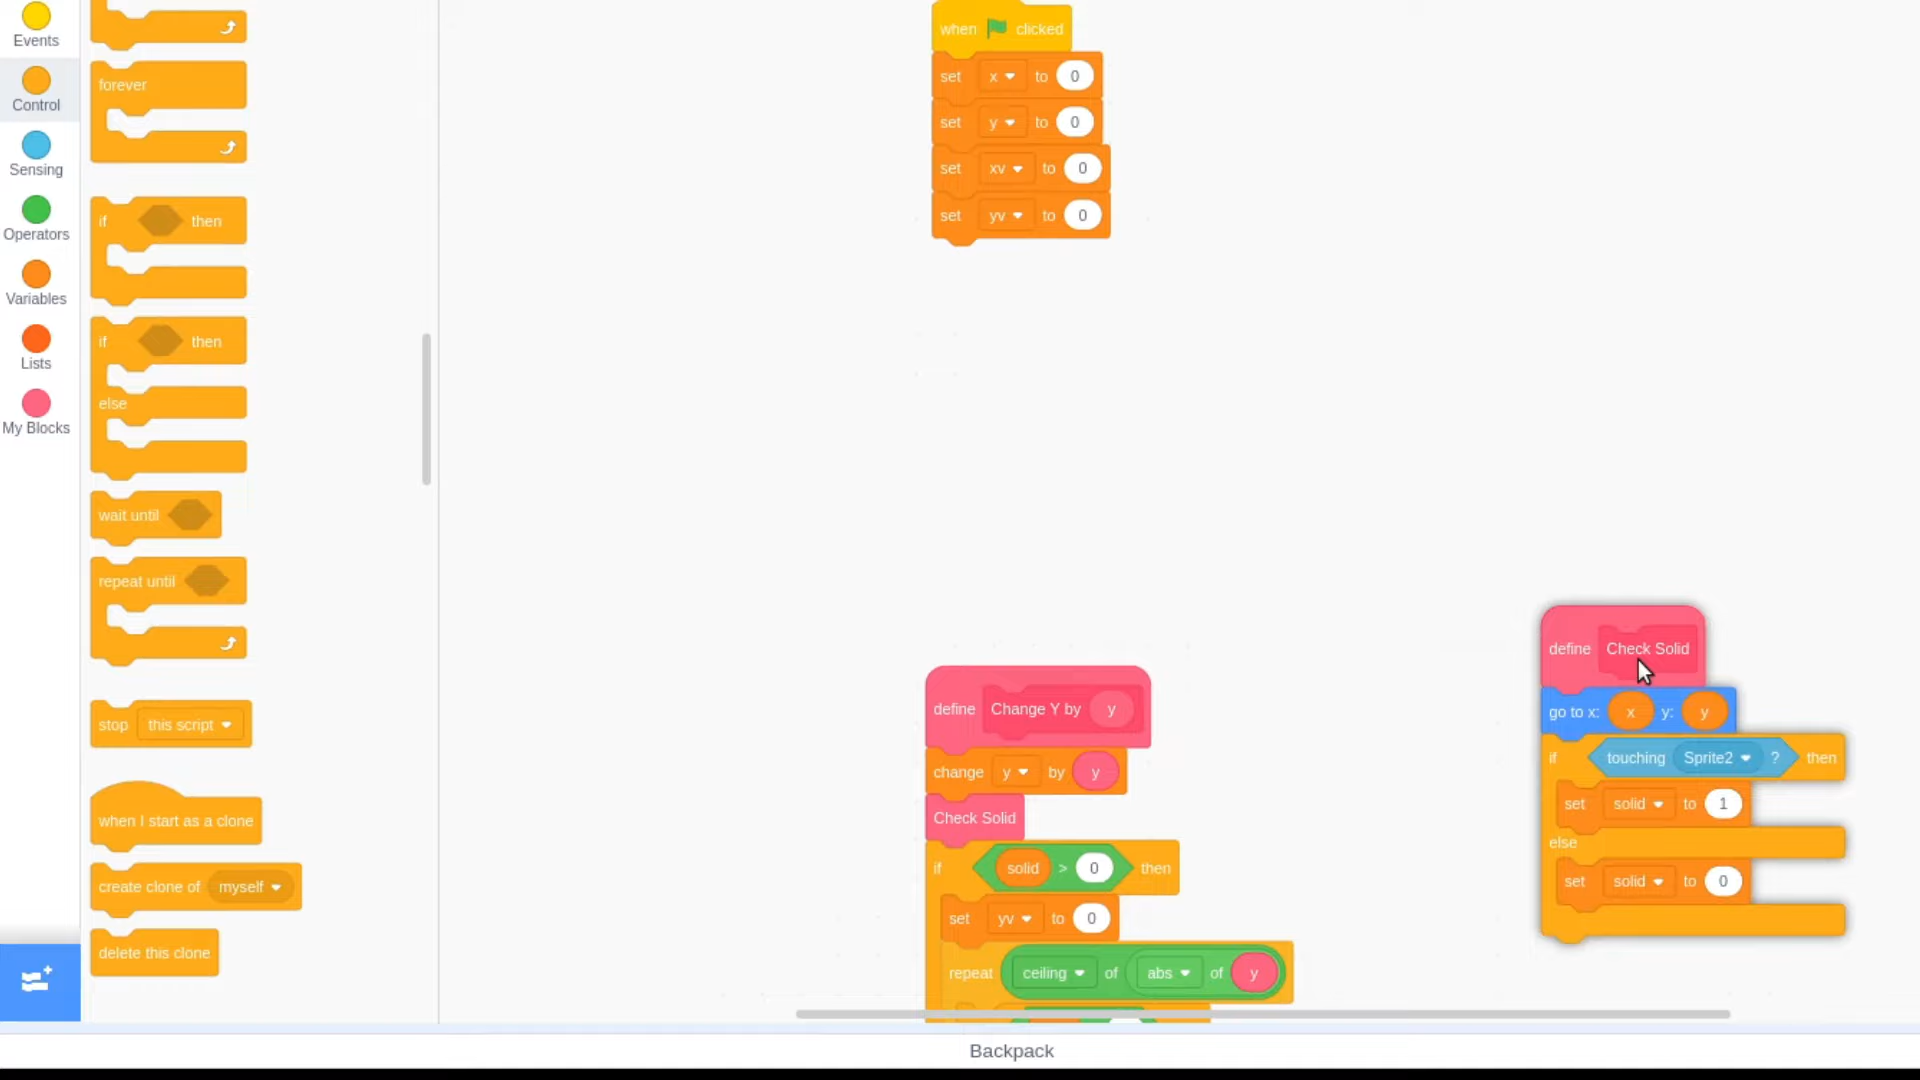 Events
Control
Sensing
Operators
Variables
Lists
My Blocks
forever
if then
if then
else
wait until
repeat until
stop this script
when I start as a clone
create clone of myself
delete this clone
when clicked
set x to 0
set y to 0
set xv to 0
set yv to 0
define Change Y by y
change y by y
Check Solid
if solid > 0 then
set yv to 0
repeat ceiling of abs of y
define Check Solid
go to x: x y: y
if touching Sprite2 ? then
set solid to 1
else
set solid to 0
Backpack